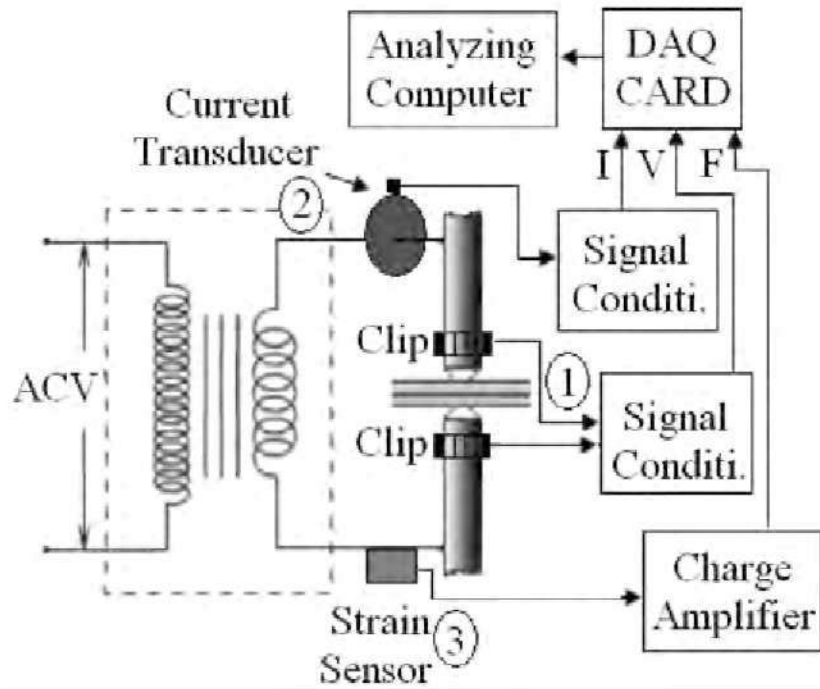 Analyzing
Computer
DAQ
CARD
Current
Transducer
I V F
2
Signal
Conditi.
Clip
ACV
1
Clip
Signal
Conditi.
Strain
Sensor
3
Charge
Amplifier